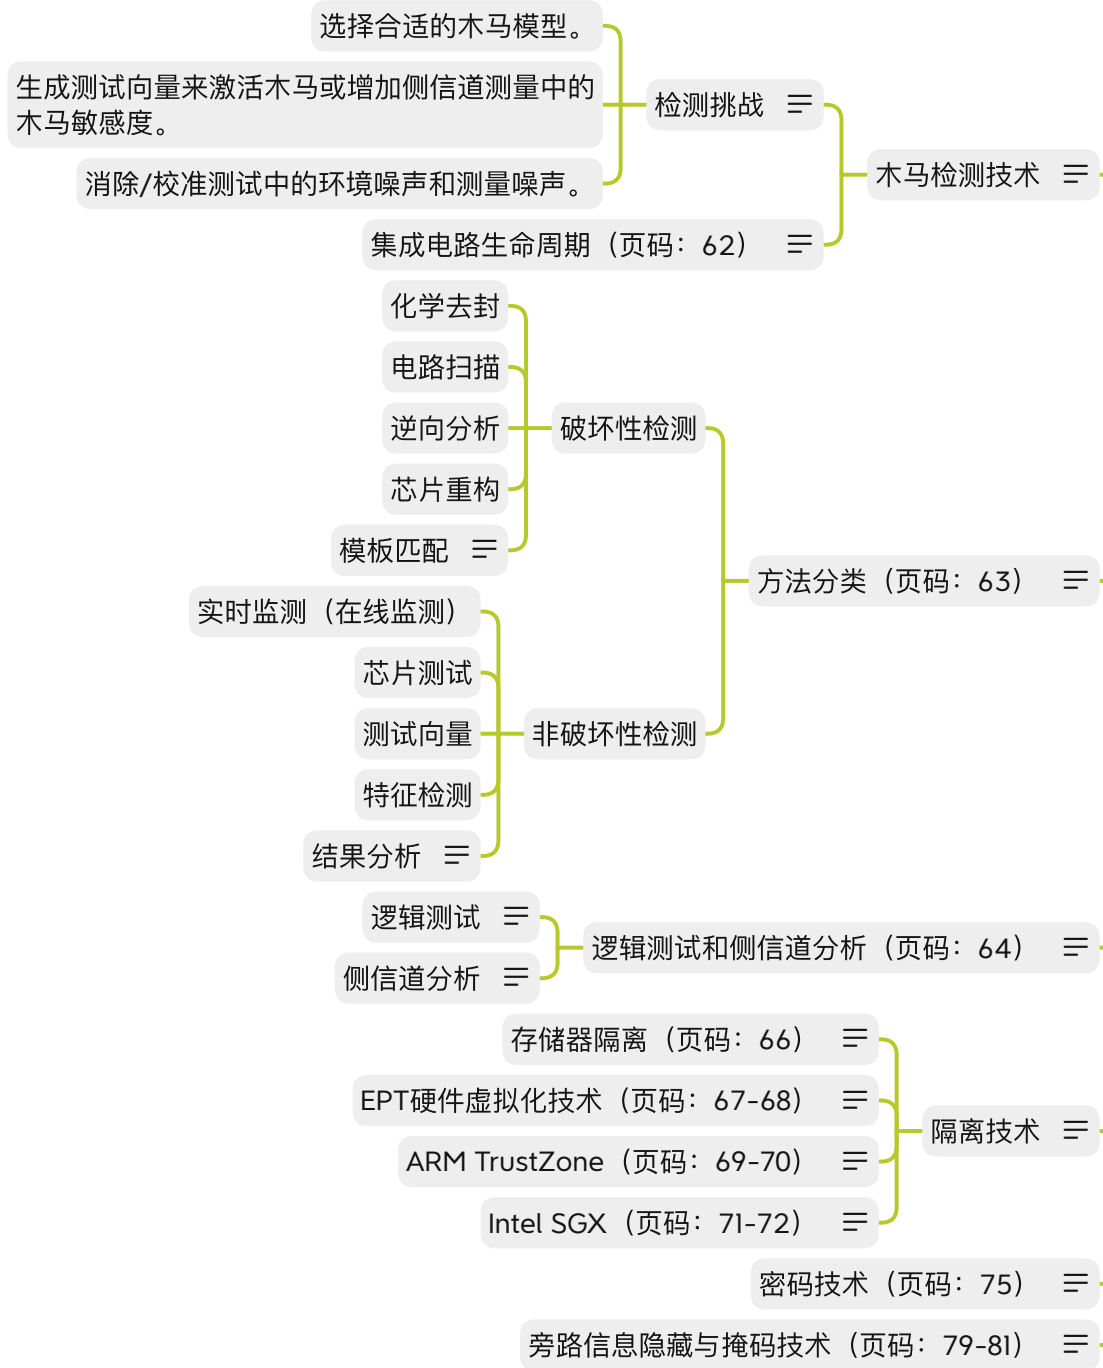 选择合适的木马模型。
生成测试向量来激活木马或增加侧信道测量中的
木马敏感度。
检测挑战
消除/校准测试中的环境噪声和测量噪声。
木马检测技术
集成电路生命周期（页码：62）
化学去封
电路扫描
逆向分析
破坏性检测
芯片重构
模板匹配
方法分类（页码：63）
实时监测（在线监测）
芯片测试
测试向量
非破坏性检测
特征检测
结果分析
逻辑测试
逻辑测试和侧信道分析（页码：64）
侧信道分析
存储器隔离（页码：66）
EPT硬件虚拟化技术（页码：67-68）
隔离技术
ARM TrustZone（页码：69-70）
Intel SGX（页码：71-72）
密码技术（页码：75）
旁路信息隐藏与掩码技术（页码：79-81）